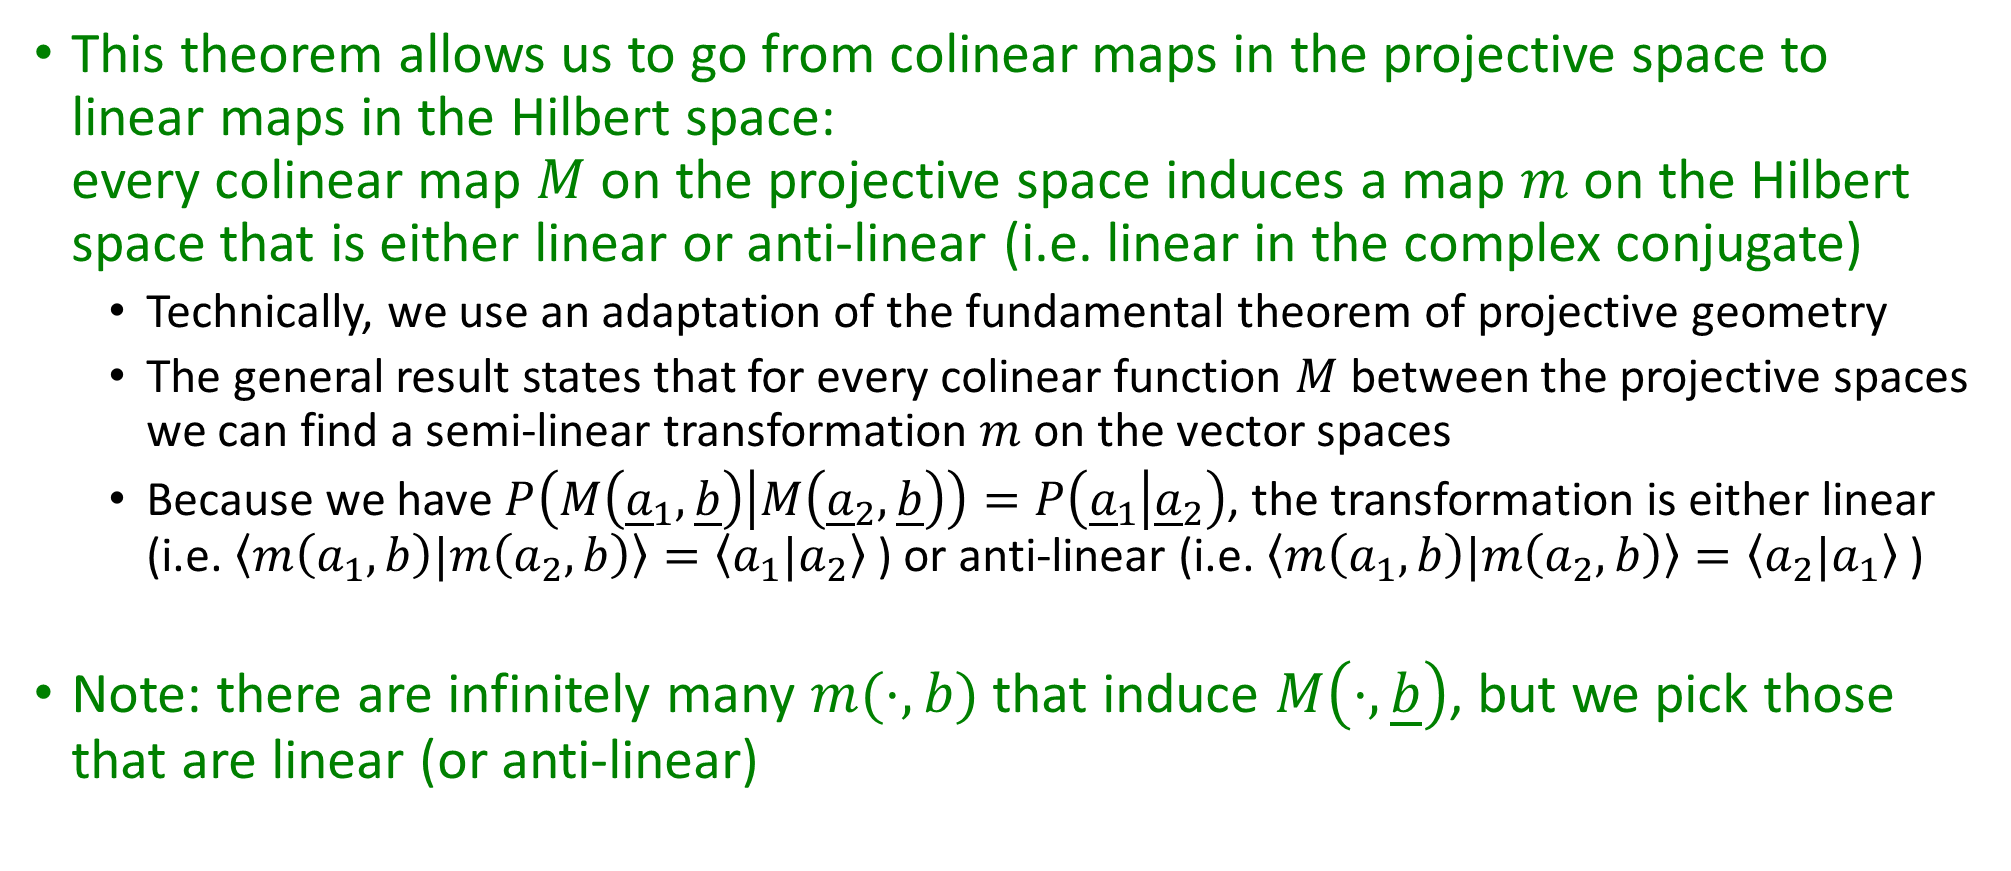 • This theorem allows us to go from colinear maps in the projective space to
linear maps in the Hilbert space:
every colinear map 𝑀 on the projective space induces a map 𝑚 on the Hilbert
space that is either linear or anti-linear (i.e. linear in the complex conjugate)
• Technically, we use an adaptation of the fundamental theorem of projective geometry
• The general result states that for every colinear function 𝑀 between the projective spaces
we can find a semi-linear transformation 𝑚 on the vector spaces
• Because we have 𝑃(𝑀(<u>𝑎</u>₁, <u>𝑏</u>)|𝑀(<u>𝑎</u>₂, <u>𝑏</u>)) = 𝑃(<u>𝑎</u>₁|<u>𝑎</u>₂), the transformation is either linear
(i.e. ⟨𝑚(𝑎₁, 𝑏)|𝑚(𝑎₂, 𝑏)⟩ = ⟨𝑎₁|𝑎₂⟩ ) or anti-linear (i.e. ⟨𝑚(𝑎₁, 𝑏)|𝑚(𝑎₂, 𝑏)⟩ = ⟨𝑎₂|𝑎₁⟩ )
• Note: there are infinitely many 𝑚(⋅, 𝑏) that induce 𝑀(⋅, <u>𝑏</u>), but we pick those
that are linear (or anti-linear)